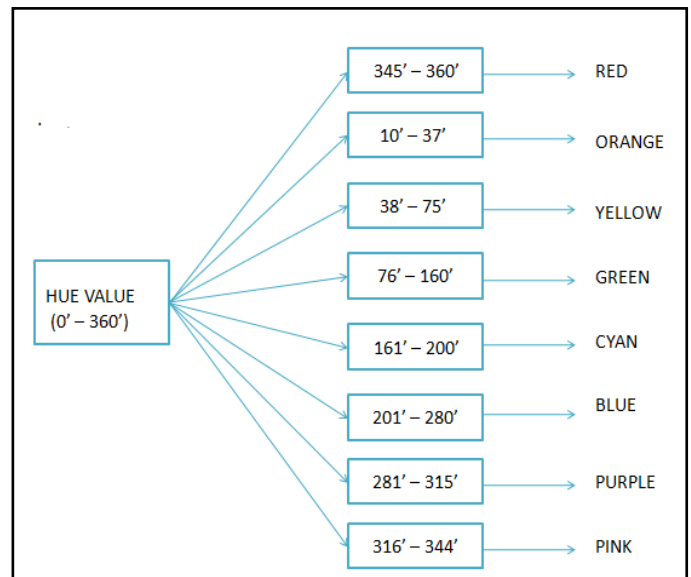 345’ – 360’ RED
10’ – 37’ ORANGE
38’ – 75’ YELLOW
HUE VALUE
(0’ – 360’)
76’ – 160’ GREEN
161’ – 200’ CYAN
201’ – 280’ BLUE
281’ – 315’ PURPLE
316’ – 344’ PINK